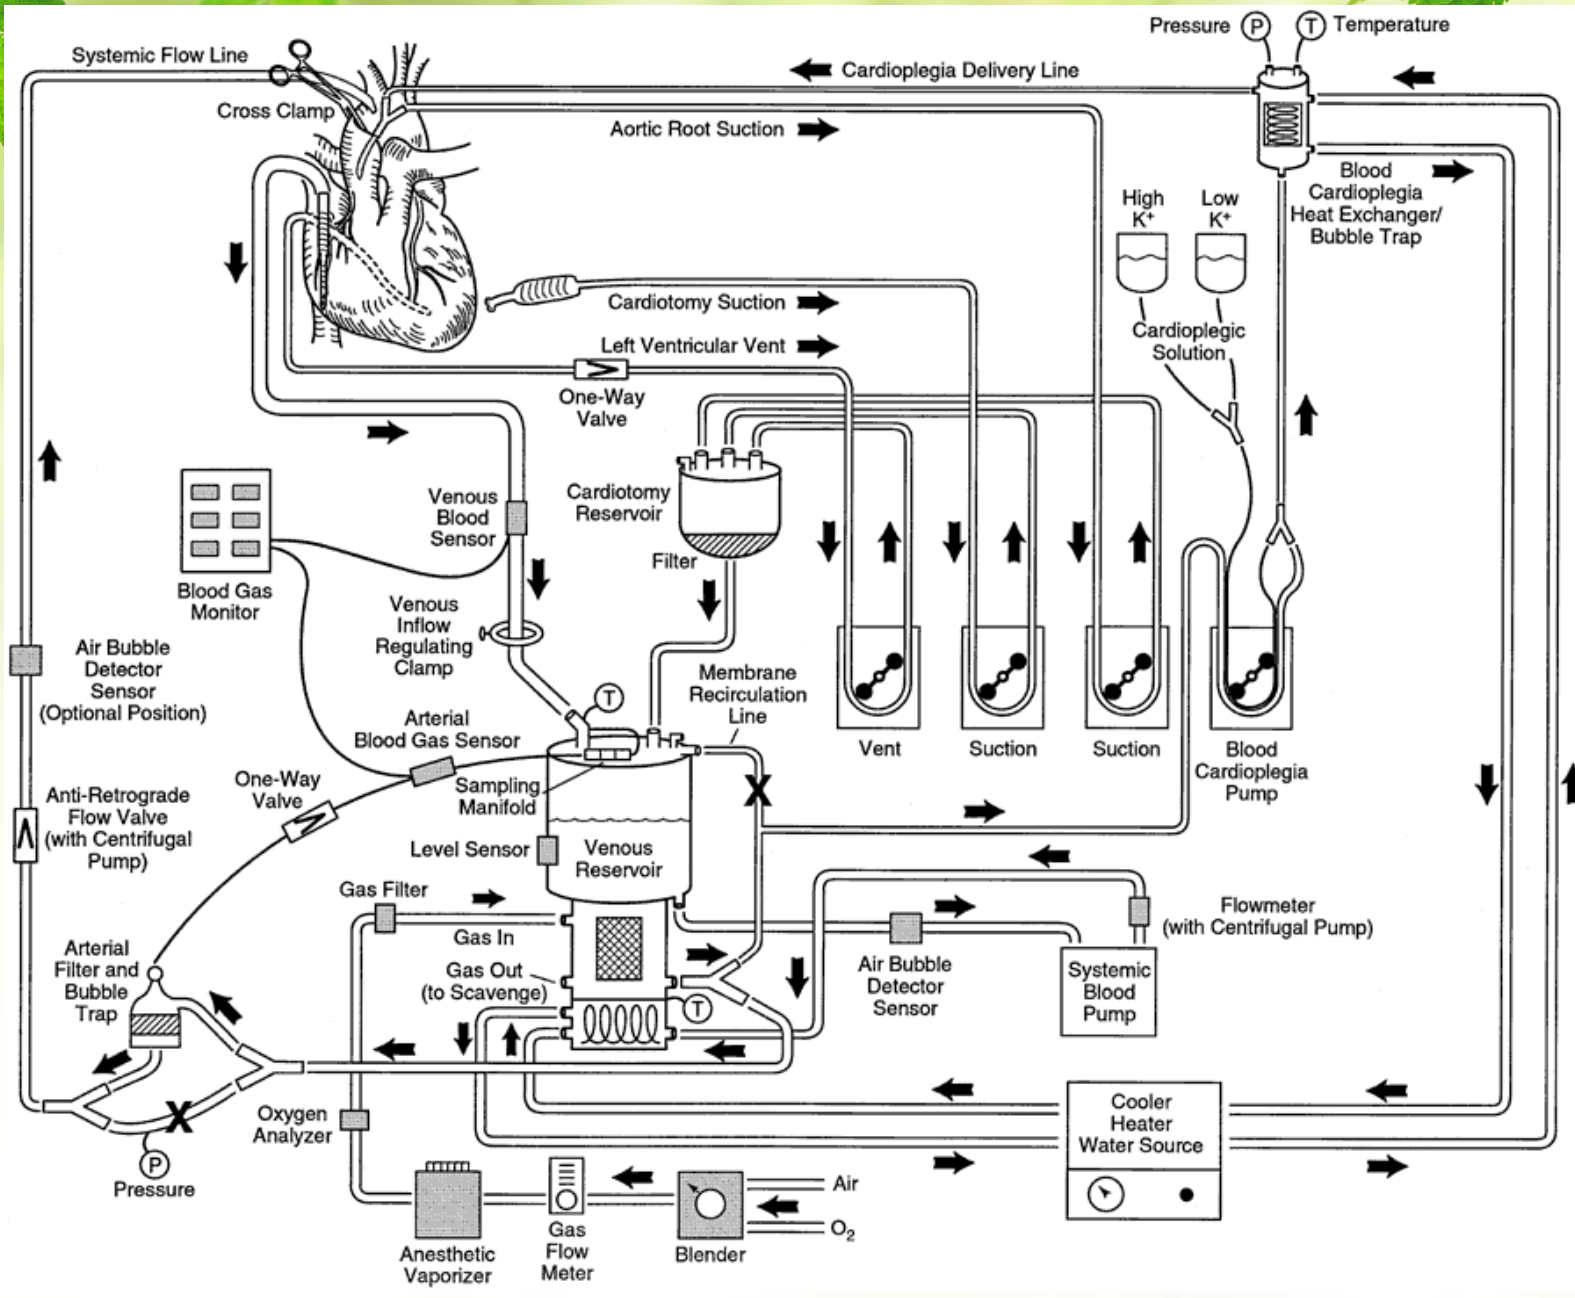 Pressure
P
T
Temperature
Systemic Flow Line
Cardioplegia Delivery Line
Cross Clamp
Aortic Root Suction
Blood
Cardioplegia
Heat Exchanger/
Bubble Trap
High
K+
Low
K+
Cardioplegic
Solution
Cardiotomy Suction
Left Ventricular Vent
One-Way
Valve
Venous
Blood
Sensor
Cardiotomy
Reservoir
Filter
Blood Gas
Monitor
Venous
Inflow
Regulating
Clamp
Air Bubble
Detector
Sensor
(Optional Position)
T
Membrane
Recirculation
Line
Arterial
Blood Gas Sensor
Vent
Suction
Suction
Blood
Cardioplegia
Pump
One-Way
Valve
Sampling
Manifold
X
Anti-Retrograde
Flow Valve
(with Centrifugal
Pump)
Level Sensor
Venous
Reservoir
Gas Filter
Gas In
Flowmeter
(with Centrifugal Pump)
Arterial
Filter and
Bubble
Trap
Gas Out
(to Scavenge)
T
Air Bubble
Detector
Sensor
Systemic
Blood
Pump
X
P
Pressure
Oxygen
Analyzer
Cooler
Heater
Water Source
Air
O2
Anesthetic
Vaporizer
Gas
Flow
Meter
Blender